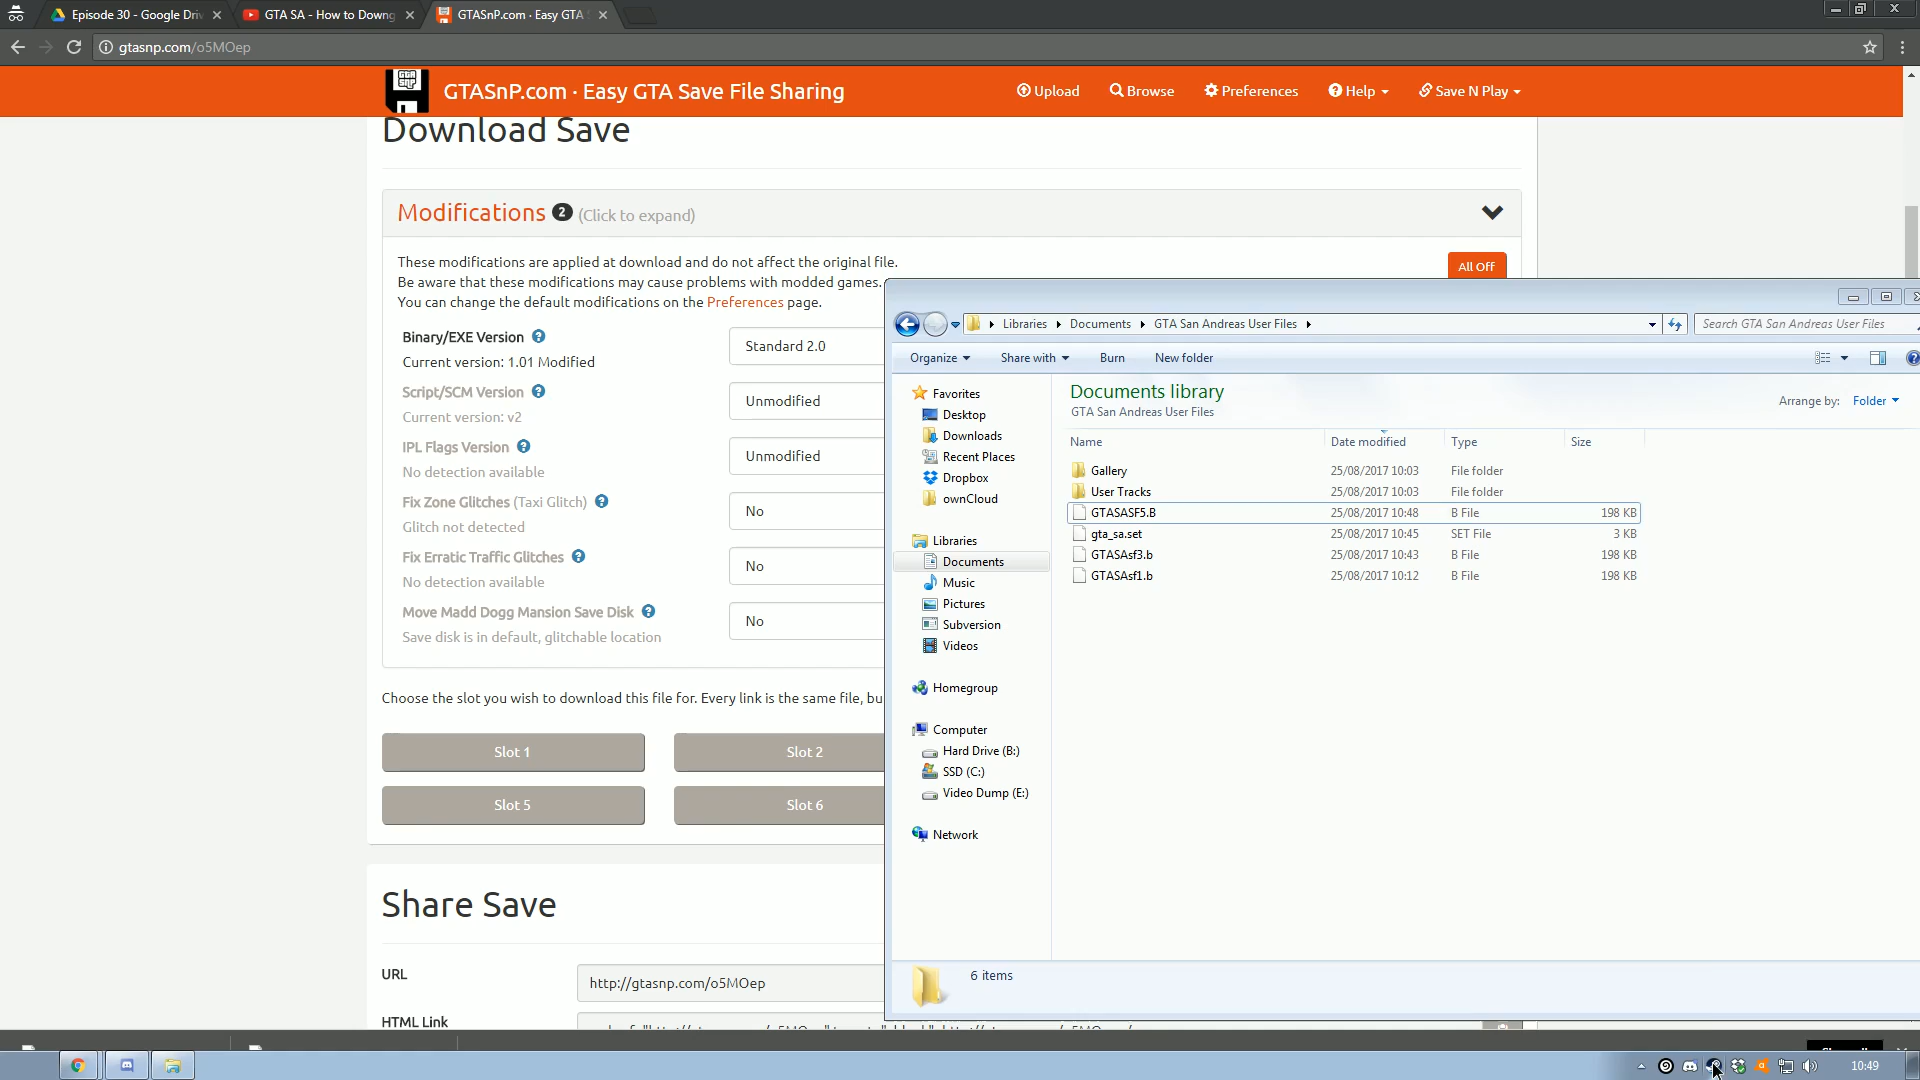 Episode 30 - Google Driv
GTA SA - How to Downg
GTASnP.com · Easy GTA S
gtasnp.com/o5MOep
GTA SNP
GTASnP.com · Easy GTA Save File Sharing
Upload
Browse
Preferences
Help
Save N Play
Download Save
Modifications 2 (Click to expand)
These modifications are applied at download and do not affect the original file.
Be aware that these modifications may cause problems with modded games.
You can change the default modifications on the Preferences page.
All Off
Binary/EXE Version
Current version: 1.01 Modified
Standard 2.0
Script/SCM Version
Current version: v2
Unmodified
IPL Flags Version
No detection available
Unmodified
Fix Zone Glitches (Taxi Glitch)
Glitch not detected
No
Fix Erratic Traffic Glitches
No detection available
No
Move Madd Dogg Mansion Save Disk
Save disk is in default, glitchable location
No
Choose the slot you wish to download this file for. Every link is the same file, bu
Slot 1
Slot 2
Slot 5
Slot 6
Share Save
URL
http://gtasnp.com/o5MOep
HTML Link
Libraries
Documents
GTA San Andreas User Files
Search GTA San Andreas User Files
Organize
Share with
Burn
New folder
Favorites
Desktop
Downloads
Recent Places
Dropbox
ownCloud
Libraries
Documents
Music
Pictures
Subversion
Videos
Homegroup
Computer
Hard Drive (B:)
SSD (C:)
Video Dump (E:)
Network
Documents library
GTA San Andreas User Files
Arrange by: Folder
Name Date modified Type Size
Gallery 25/08/2017 10:03 File folder
User Tracks 25/08/2017 10:03 File folder
GTASASF5.B 25/08/2017 10:48 B File 198 KB
gta_sa.set 25/08/2017 10:45 SET File 3 KB
GTASAsf3.b 25/08/2017 10:43 B File 198 KB
GTASAsf1.b 25/08/2017 10:12 B File 198 KB
6 items
10:49